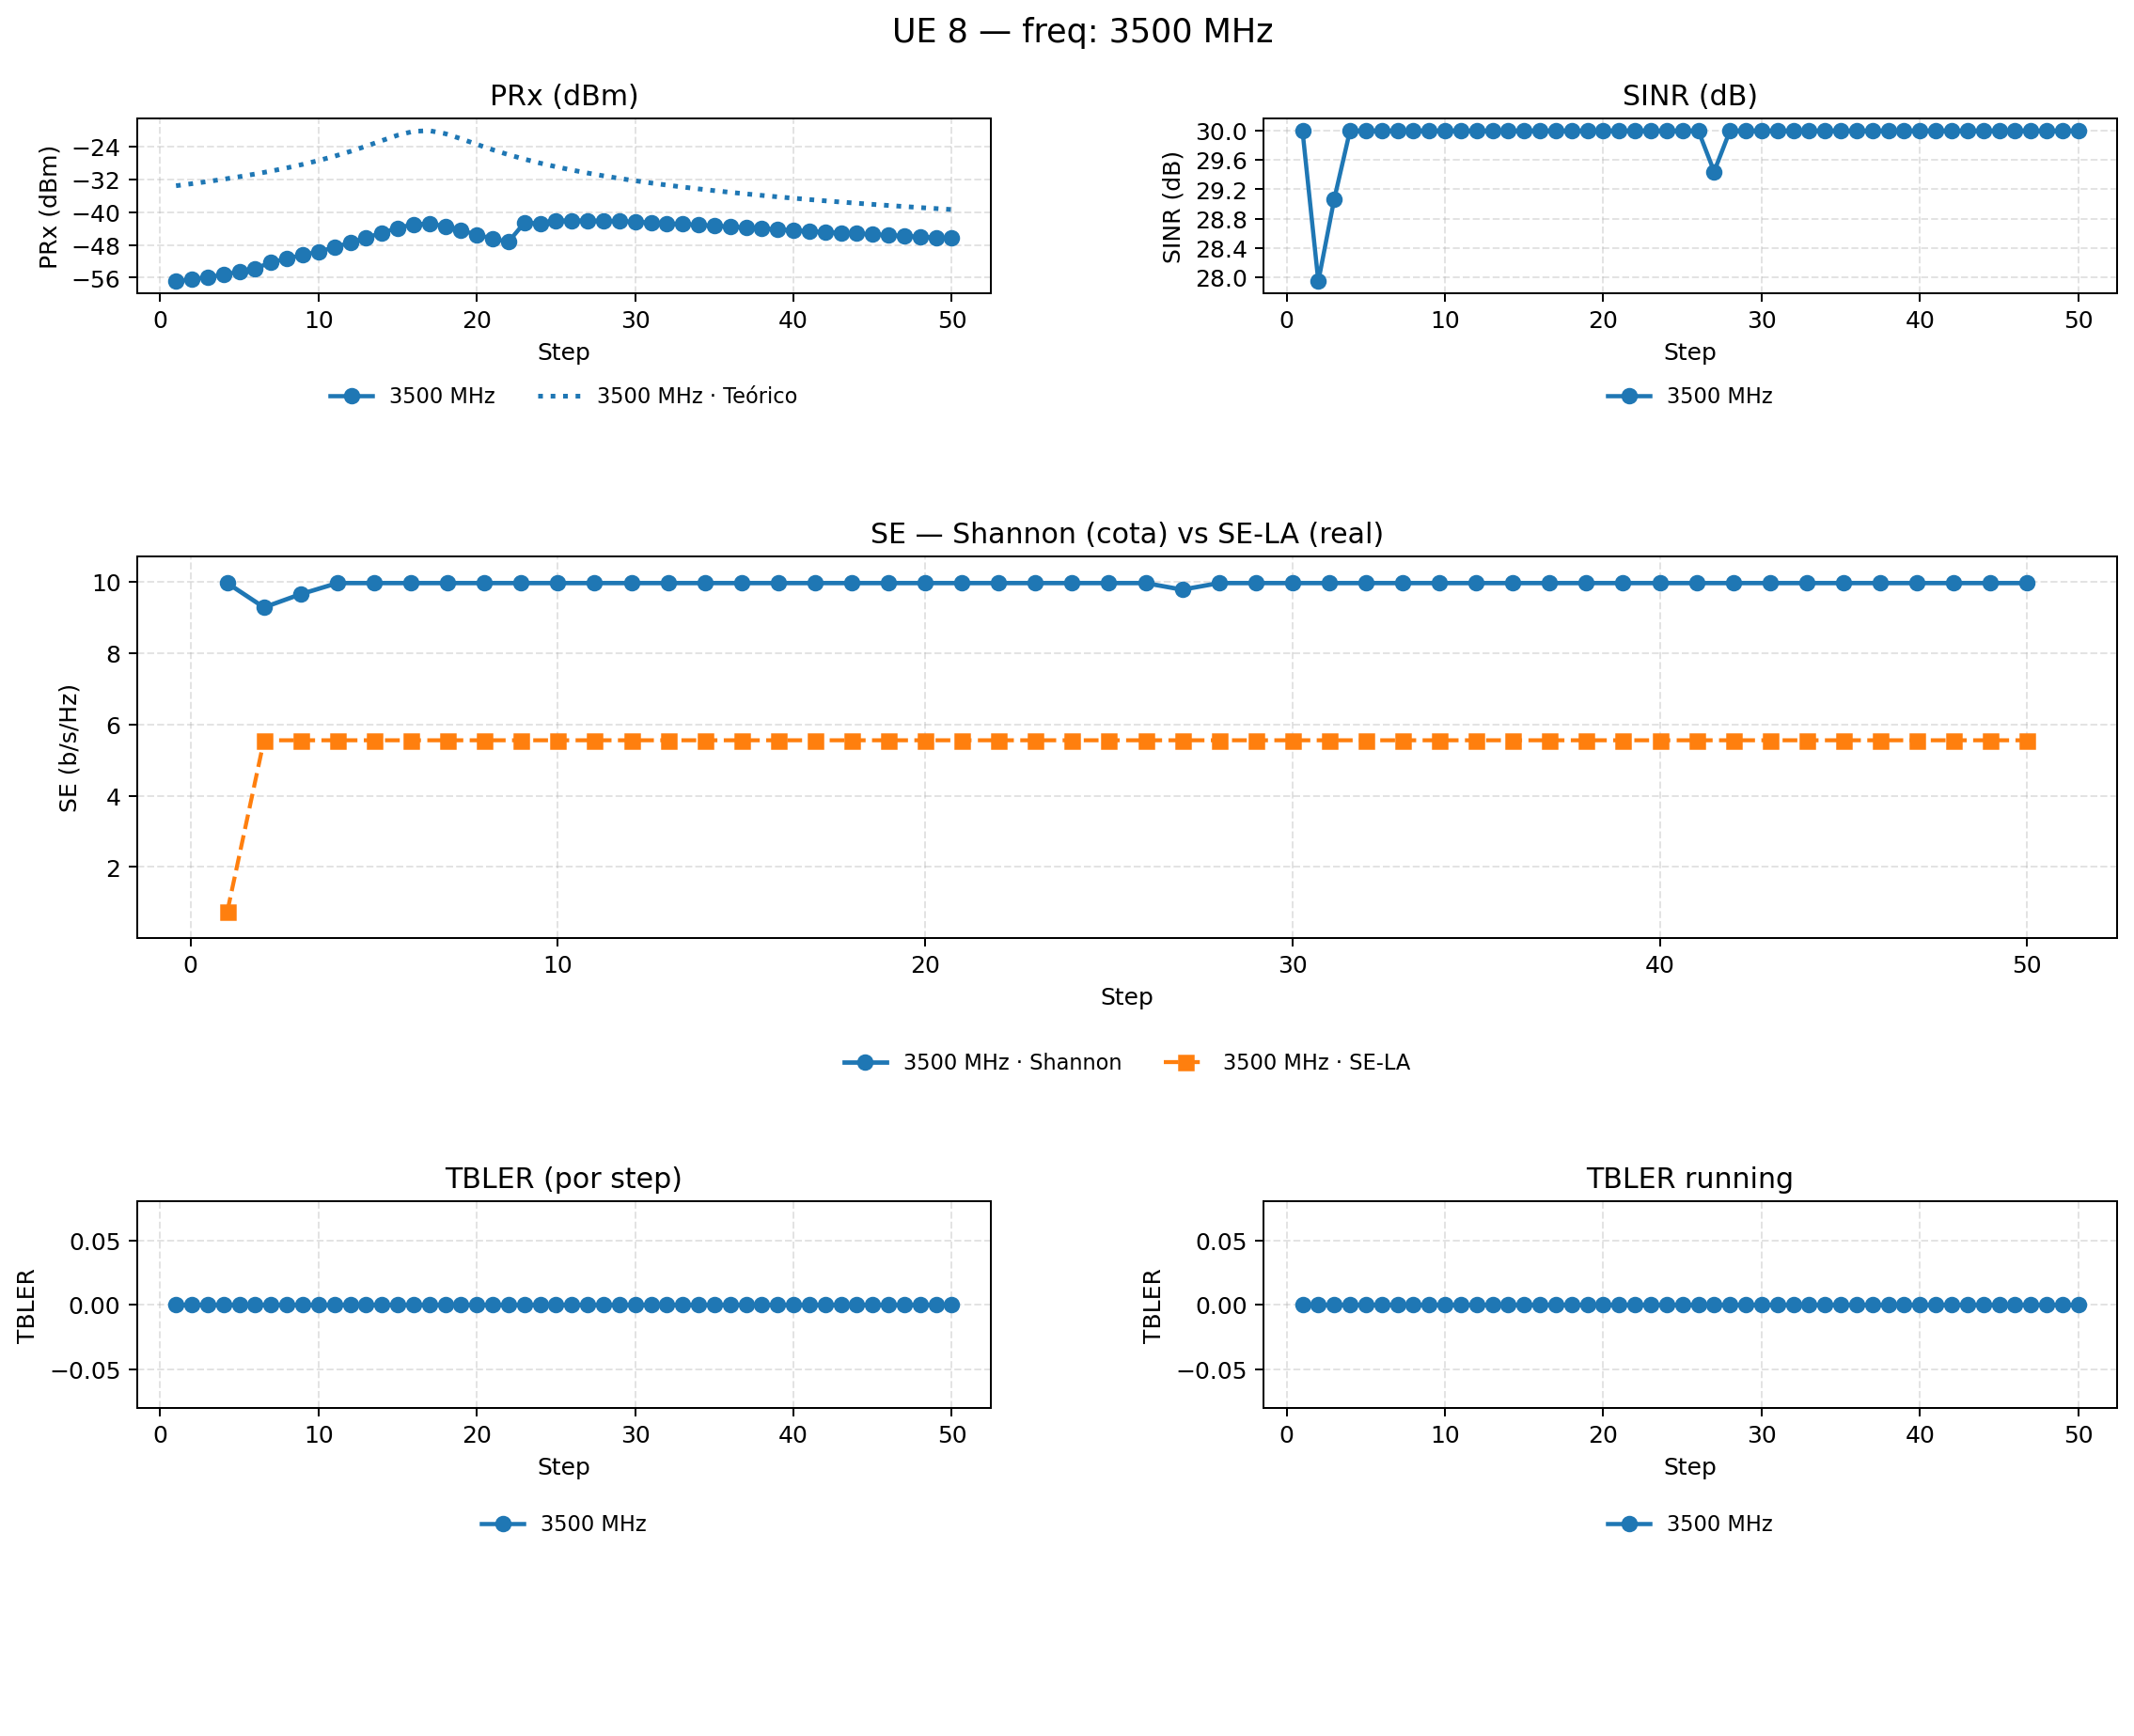 UE 8 — freq: 3500 MHz
PRx (dBm)
PRx (dBm)
−24
−32
−40
−48
−56
0 10 20 30 40 50
Step
3500 MHz 3500 MHz · Teórico
SINR (dB)
SINR (dB)
30.0
29.6
29.2
28.8
28.4
28.0
0 10 20 30 40 50
Step
3500 MHz
SE — Shannon (cota) vs SE-LA (real)
SE (b/s/Hz)
10
8
6
4
2
0 10 20 30 40 50
Step
3500 MHz · Shannon 3500 MHz · SE-LA
TBLER (por step)
TBLER
0.05
0.00
−0.05
0 10 20 30 40 50
Step
3500 MHz
TBLER running
TBLER
0.05
0.00
−0.05
0 10 20 30 40 50
Step
3500 MHz